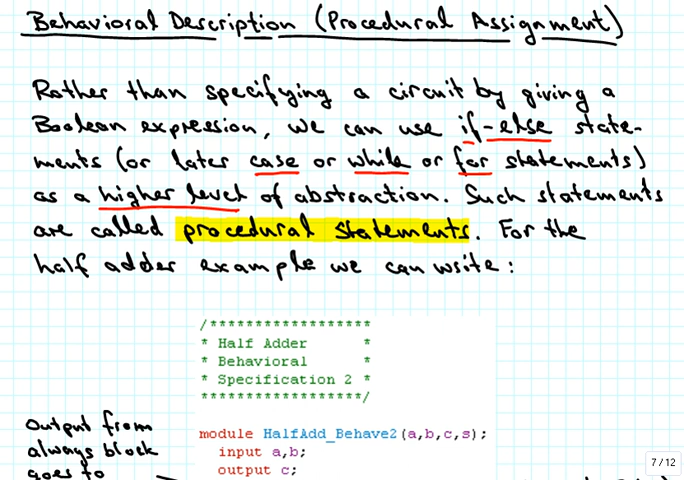 Behavioral Description (Procedural Assignment)
Rather than specifying a circuit by giving a
Boolean expression, we can use if-else state-
ments (or later case or while or for statements)
as a higher level of abstraction. Such statements
are called procedural statements. For the
half adder example we can write:
/******************
* Half Adder *
* Behavioral *
* Specification 2 *
******************/
Output from
always block
goes to
module HalfAdd_Behave2(a,b,c,s);
input a,b;
output c;
7/12